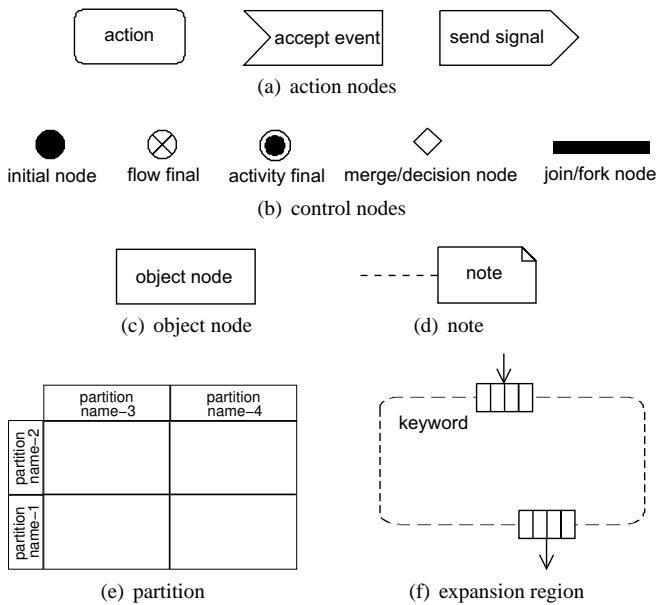 action
accept event
send signal
(a) action nodes
initial node
flow final
activity final
merge/decision node
join/fork node
(b) control nodes
object node
note
(c) object node
(d) note
partition
name-3
partition
name-4
partition
name-2
partition
name-1
keyword
(e) partition
(f) expansion region